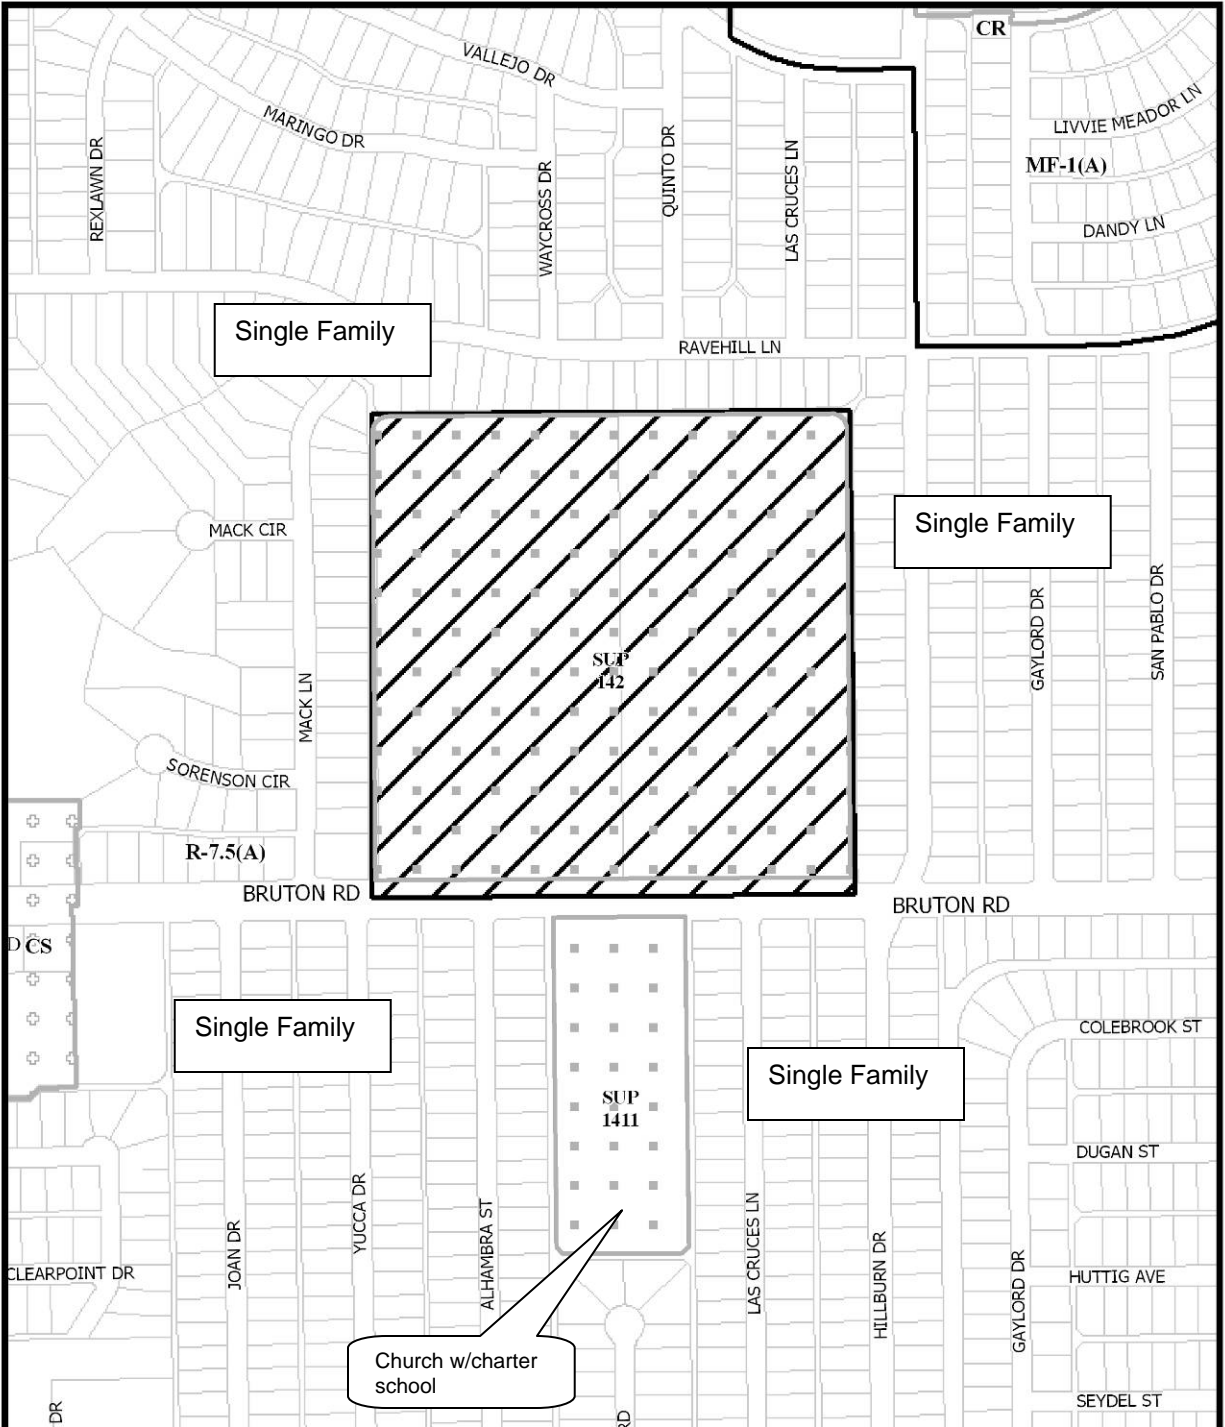 CR
VALLEJO DR
LIVVIE MEADOR LN
MARINGO DR
MF-1(A)
REXLAWN DR
WAYCROSS DR
QUINTO DR
LAS CRUCES LN
DANDY LN
Single Family
RAVEHILL LN
MACK CIR
Single Family
GAYLORD DR
SAN PABLO DR
SUP
142
MACK LN
SORENSON CIR
R-7.5(A)
BRUTON RD
BRUTON RD
D CS
Single Family
COLEBROOK ST
Single Family
SUP
1411
DUGAN ST
JOAN DR
YUCCA DR
ALHAMBRA ST
LAS CRUCES LN
HILLBURN DR
GAYLORD DR
CLEARPOINT DR
HUTTIG AVE
Church w/charter
school
SEYDEL ST
DR
RD